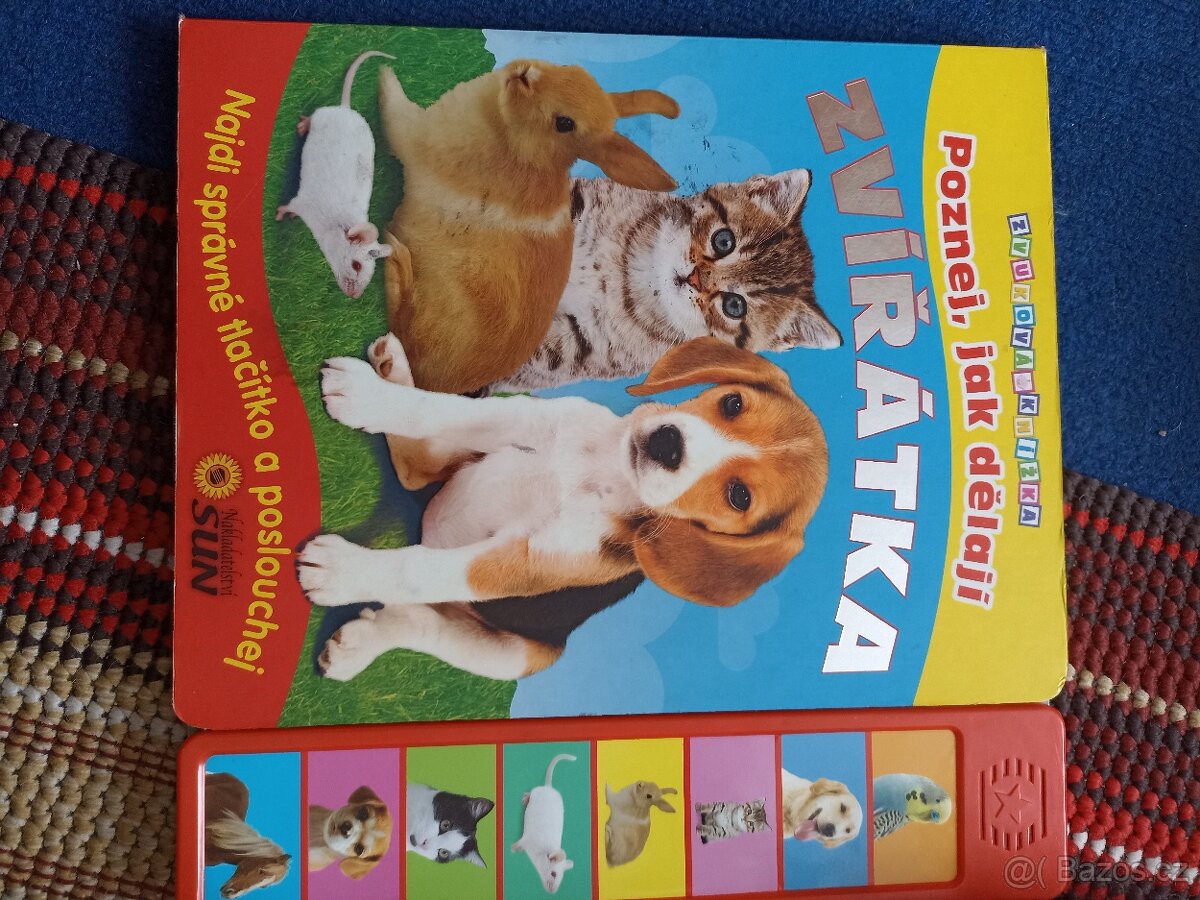 ZVUKOVÁ KNÍŽKA
Poznej, jak dělají
ZVÍŘÁTKA
Najdi správné tlačítko a poslouchej
Nakladatelství
SUN
@( Bazos.cz